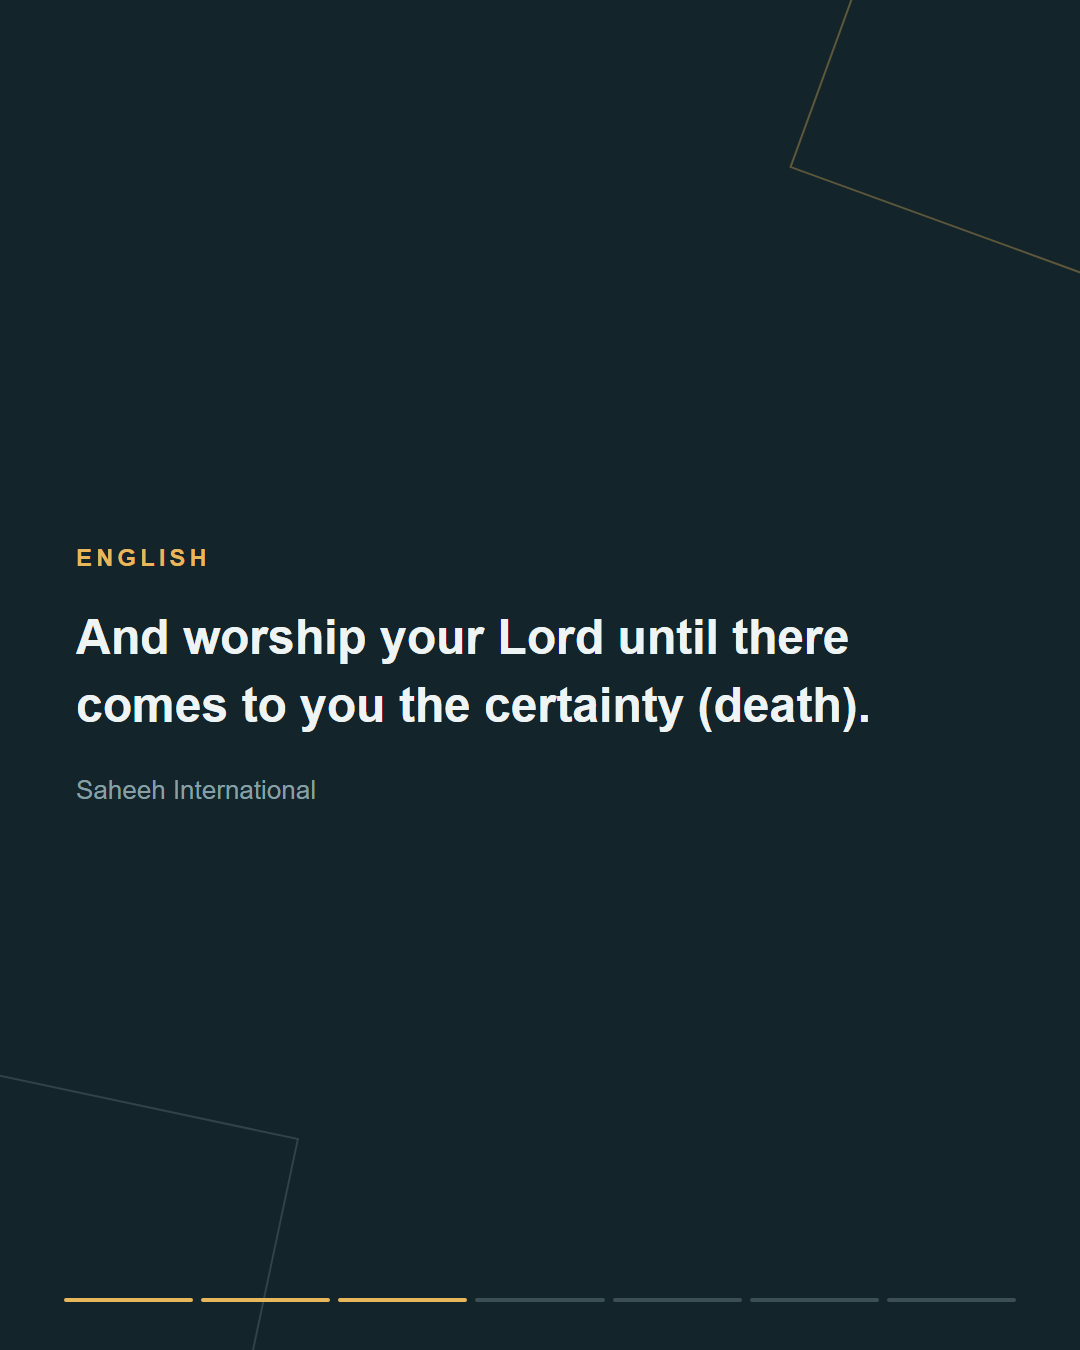 ENGLISH
And worship your Lord until there
comes to you the certainty (death).
Saheeh International